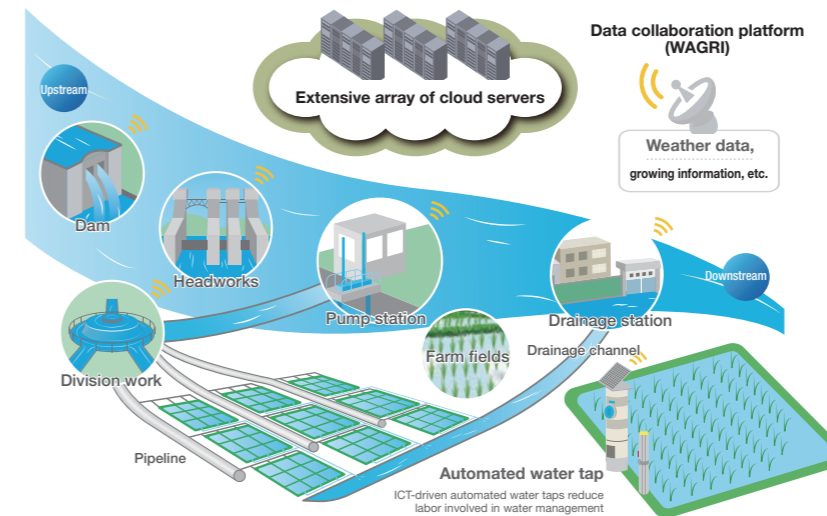 Data collaboration platform
(WAGRI)
Extensive array of cloud servers
Upstream
Weather data,
growing information, etc.
Dam
Headworks
Downstream
Pump station
Drainage station
Farm fields
Drainage channel
Division work
Pipeline
Automated water tap
ICT-driven automated water taps reduce
labor involved in water management